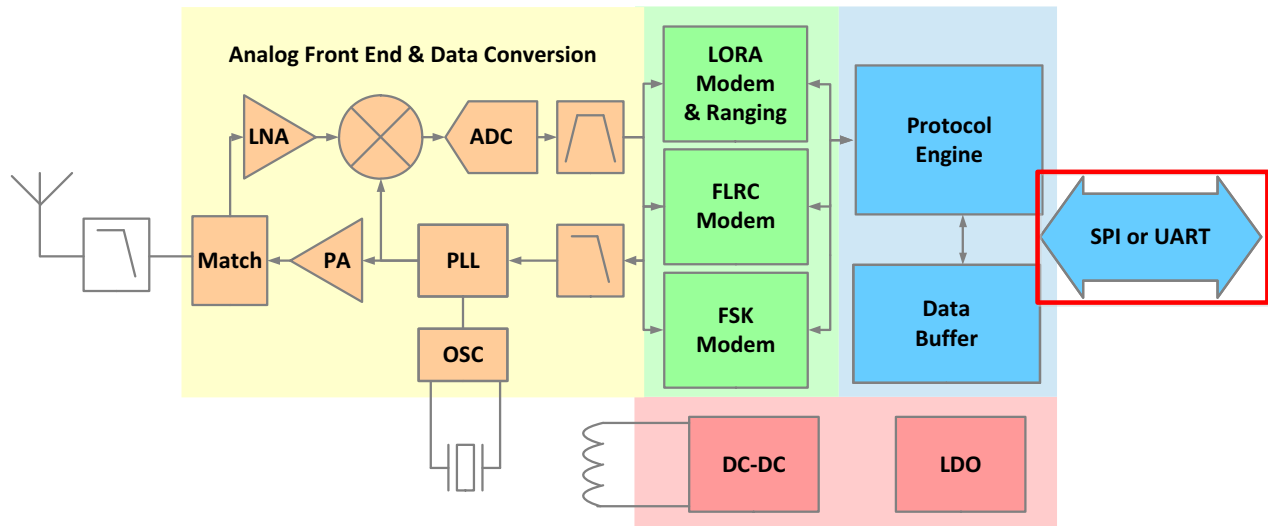 Analog Front End & Data Conversion
LNA
ADC
Match
PA
PLL
OSC
LORA
Modem
& Ranging
FLRC
Modem
FSK
Modem
Protocol
Engine
Data
Buffer
SPI or UART
DC-DC
LDO